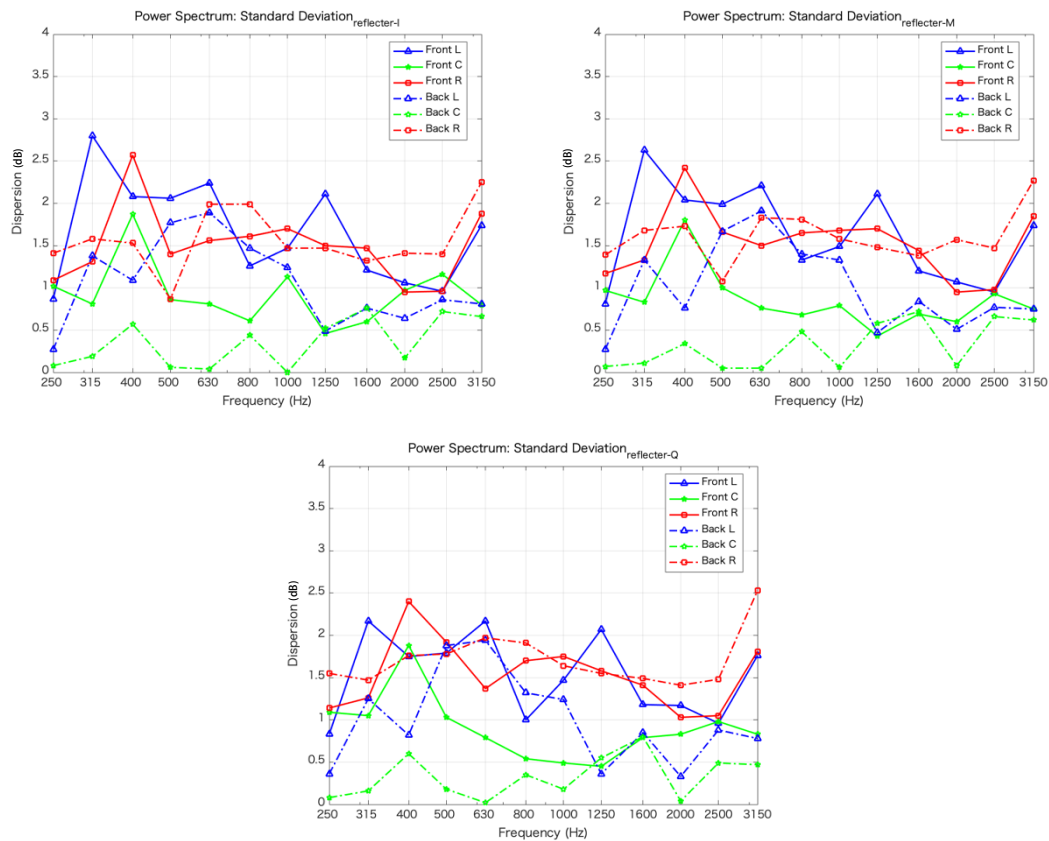 Power Spectrum: Standard Deviation reflecter-I
4
3.5
3
2.5
2
1.5
1
0.5
0
Dispersion (dB)
Front L
Front C
Front R
Back L
Back C
Back R
250 315 400 500 630 800 1000 1250 1600 2000 2500 3150
Frequency (Hz)
Power Spectrum: Standard Deviation reflecter-M
4
3.5
3
2.5
2
1.5
1
0.5
0
Dispersion (dB)
Front L
Front C
Front R
Back L
Back C
Back R
250 315 400 500 630 800 1000 1250 1600 2000 2500 3150
Frequency (Hz)
Power Spectrum: Standard Deviation reflecter-Q
4
3.5
3
2.5
2
1.5
1
0.5
0
Dispersion (dB)
Front L
Front C
Front R
Back L
Back C
Back R
250 315 400 500 630 800 1000 1250 1600 2000 2500 3150
Frequency (Hz)